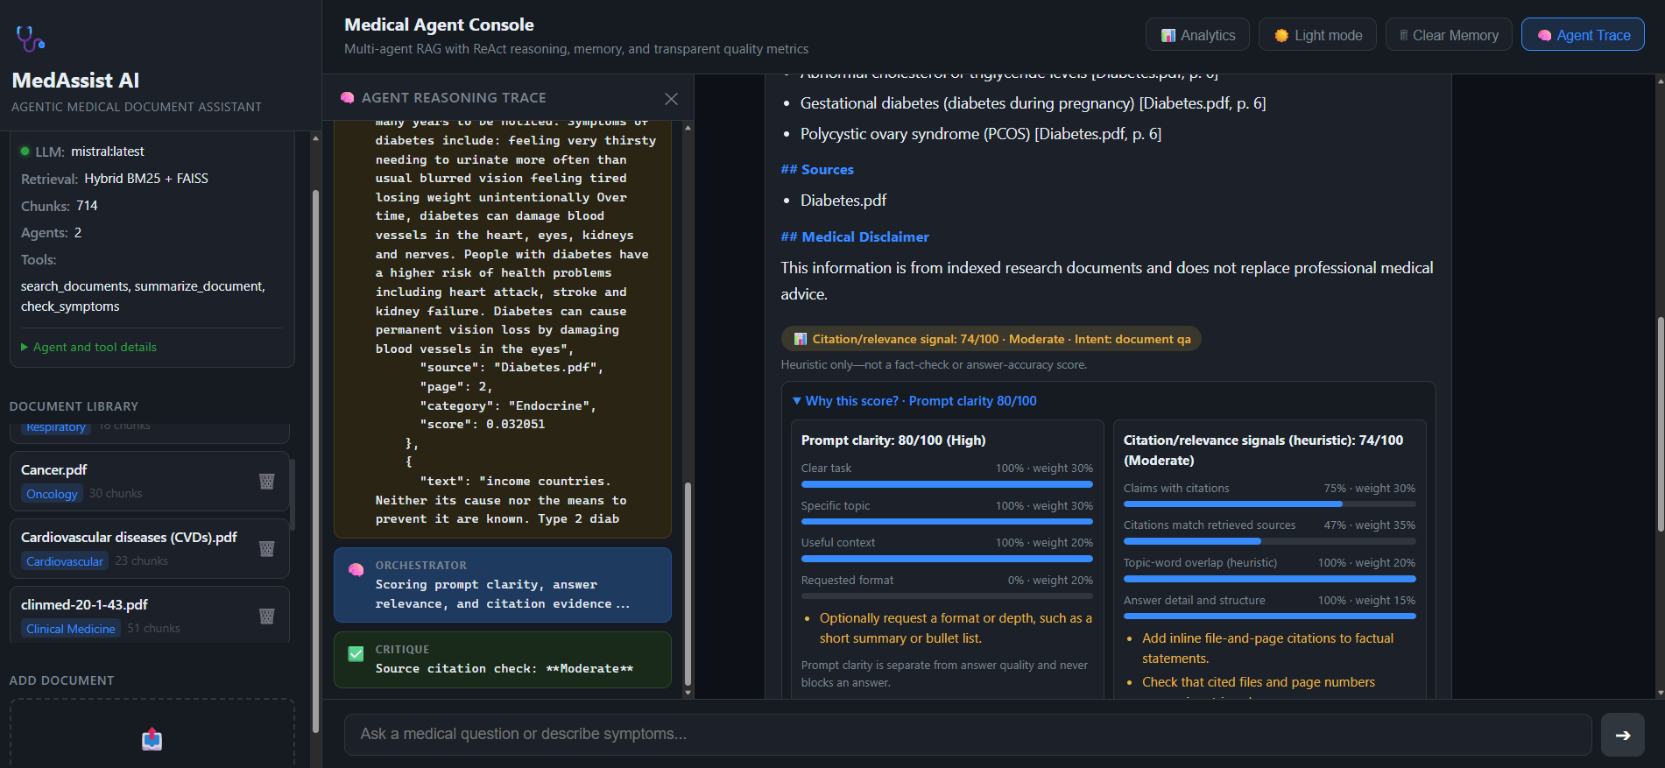 MedAssist AI
AGENTIC MEDICAL DOCUMENT ASSISTANT
LLM: mistral:latest
Retrieval: Hybrid BM25 + FAISS
Chunks: 714
Agents: 2
Tools:
search_documents, summarize_document,
check_symptoms
▶ Agent and tool details
DOCUMENT LIBRARY
Respiratory 18 chunks
Cancer.pdf
Oncology 30 chunks
Cardiovascular diseases (CVDs).pdf
Cardiovascular 23 chunks
clinmed-20-1-43.pdf
Clinical Medicine 51 chunks
ADD DOCUMENT
Medical Agent Console
Multi-agent RAG with ReAct reasoning, memory, and transparent quality metrics
Analytics
Light mode
Clear Memory
Agent Trace
AGENT REASONING TRACE
many years to be noticed. Symptoms of
diabetes include: feeling very thirsty
needing to urinate more often than
usual blurred vision feeling tired
losing weight unintentionally Over
time, diabetes can damage blood
vessels in the heart, eyes, kidneys
and nerves. People with diabetes have
a higher risk of health problems
including heart attack, stroke and
kidney failure. Diabetes can cause
permanent vision loss by damaging
blood vessels in the eyes",
"source": "Diabetes.pdf",
"page": 2,
"category": "Endocrine",
"score": 0.032051
},
{
"text": "income countries.
Neither its cause nor the means to
prevent it are known. Type 2 diab
ORCHESTRATOR
Scoring prompt clarity, answer
relevance, and citation evidence...
CRITIQUE
Source citation check: **Moderate**
• Abnormal cholesterol or triglyceride levels [Diabetes.pdf, p. 6]
• Gestational diabetes (diabetes during pregnancy) [Diabetes.pdf, p. 6]
• Polycystic ovary syndrome (PCOS) [Diabetes.pdf, p. 6]
## Sources
• Diabetes.pdf
## Medical Disclaimer
This information is from indexed research documents and does not replace professional medical
advice.
Citation/relevance signal: 74/100 · Moderate · Intent: document qa
Heuristic only—not a fact-check or answer-accuracy score.
▼ Why this score? · Prompt clarity 80/100
Prompt clarity: 80/100 (High)
Clear task 100% · weight 30%
Specific topic 100% · weight 30%
Useful context 100% · weight 20%
Requested format 0% · weight 20%
• Optionally request a format or depth, such as a
short summary or bullet list.
Prompt clarity is separate from answer quality and never
blocks an answer.
Citation/relevance signals (heuristic): 74/100
(Moderate)
Claims with citations 75% · weight 30%
Citations match retrieved sources 47% · weight 35%
Topic-word overlap (heuristic) 100% · weight 20%
Answer detail and structure 100% · weight 15%
• Add inline file-and-page citations to factual
statements.
• Check that cited files and page numbers
Ask a medical question or describe symptoms...